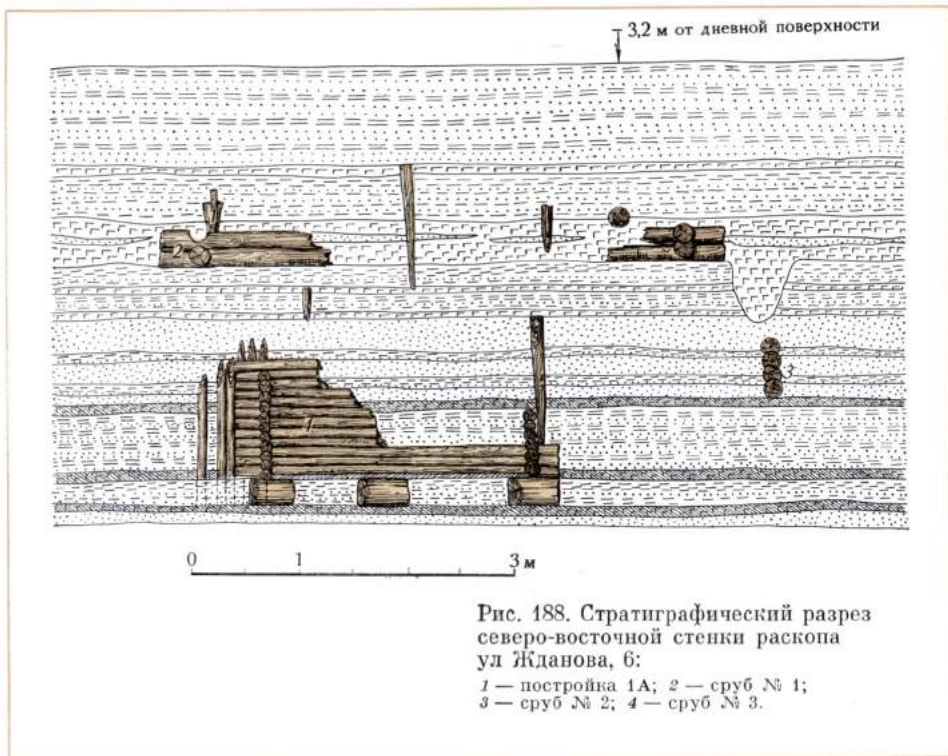 3,2 м от дневной поверхности
2
3
1
0 1 3 м
Рис. 188. Стратиграфический разрез
северо-восточной стенки раскопа
ул Жданова, 6:
1 — постройка 1А; 2 — сруб № 1;
3 — сруб № 2; 4 — сруб № 3.